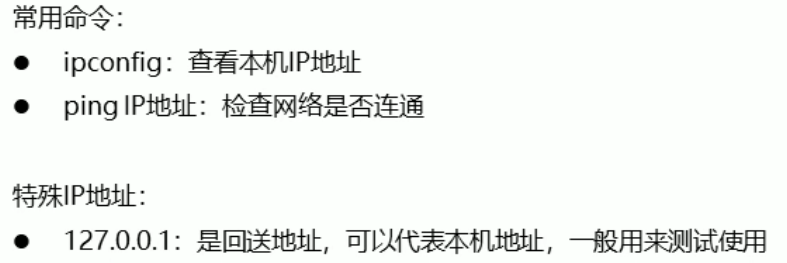 常用命令：
● ipconfig：查看本机IP地址
● ping IP地址：检查网络是否连通
特殊IP地址：
● 127.0.0.1：是回送地址，可以代表本机地址，一般用来测试使用